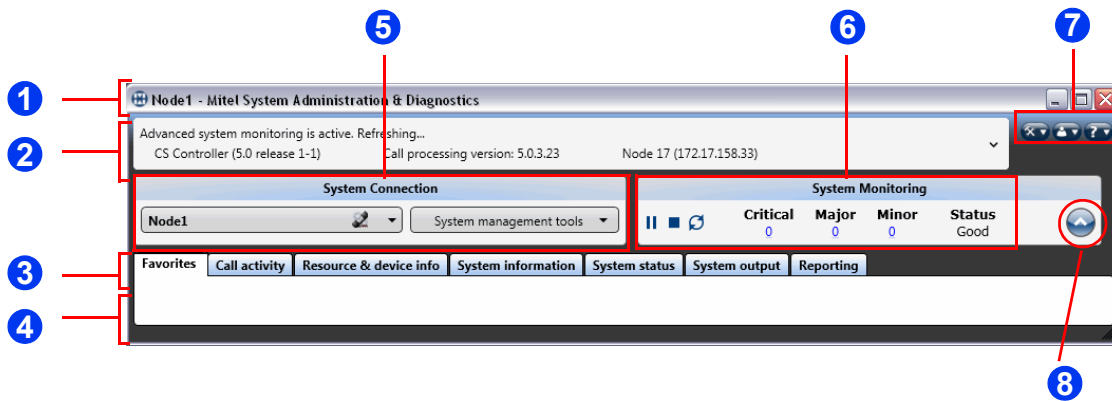 5
6
7
1
Node1 - Mitel System Administration & Diagnostics
2
Advanced system monitoring is active. Refreshing...
CS Controller (5.0 release 1-1) Call processing version: 5.0.3.23 Node 17 (172.17.158.33)
System Connection
System Monitoring
Node1
System management tools
Critical Major Minor Status
0 0 0 Good
3
Favorites Call activity Resource & device info System information System status System output Reporting
4
8